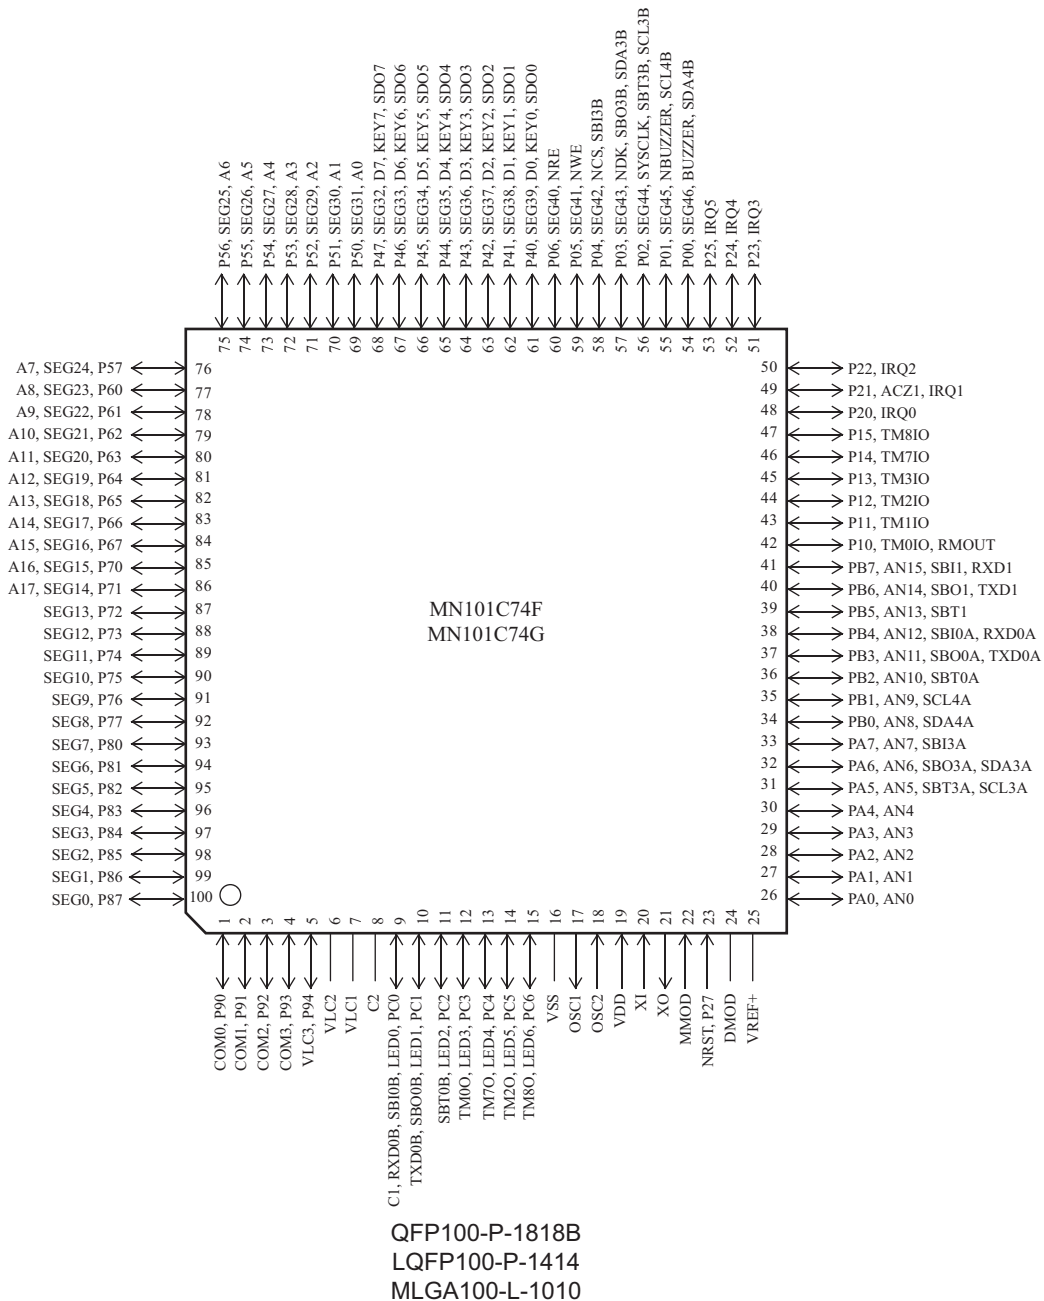 P56, SEG25, A6
P55, SEG26, A5
P54, SEG27, A4
P53, SEG28, A3
P52, SEG29, A2
P51, SEG30, A1
P50, SEG31, A0
P47, SEG32, D7, KEY7, SDO7
P46, SEG33, D6, KEY6, SDO6
P45, SEG34, D5, KEY5, SDO5
P44, SEG35, D4, KEY4, SDO4
P43, SEG36, D3, KEY3, SDO3
P42, SEG37, D2, KEY2, SDO2
P41, SEG38, D1, KEY1, SDO1
P40, SEG39, D0, KEY0, SDO0
P06, SEG40, NRE
P05, SEG41, NWE
P04, SEG42, NCS, SBI3B
P03, SEG43, NDK, SBO3B, SDA3B
P02, SEG44, SYSCLK, SBT3B, SCL3B
P01, SEG45, NBUZZER, SCL4B
P00, SEG46, BUZZER, SDA4B
P25, IRQ5
P24, IRQ4
P23, IRQ3
75 74 73 72 71 70 69 68 67 66 65 64 63 62 61 60 59 58 57 56 55 54 53 52 51
A7, SEG24, P57 76
A8, SEG23, P60 77
A9, SEG22, P61 78
A10, SEG21, P62 79
A11, SEG20, P63 80
A12, SEG19, P64 81
A13, SEG18, P65 82
A14, SEG17, P66 83
A15, SEG16, P67 84
A16, SEG15, P70 85
A17, SEG14, P71 86
SEG13, P72 87
SEG12, P73 88
SEG11, P74 89
SEG10, P75 90
SEG9, P76 91
SEG8, P77 92
SEG7, P80 93
SEG6, P81 94
SEG5, P82 95
SEG4, P83 96
SEG3, P84 97
SEG2, P85 98
SEG1, P86 99
SEG0, P87 100
MN101C74F
MN101C74G
50 P22, IRQ2
49 P21, ACZ1, IRQ1
48 P20, IRQ0
47 P15, TM8IO
46 P14, TM7IO
45 P13, TM3IO
44 P12, TM2IO
43 P11, TM1IO
42 P10, TM0IO, RMOUT
41 PB7, AN15, SBI1, RXD1
40 PB6, AN14, SBO1, TXD1
39 PB5, AN13, SBT1
38 PB4, AN12, SBI0A, RXD0A
37 PB3, AN11, SBO0A, TXD0A
36 PB2, AN10, SBT0A
35 PB1, AN9, SCL4A
34 PB0, AN8, SDA4A
33 PA7, AN7, SBI3A
32 PA6, AN6, SBO3A, SDA3A
31 PA5, AN5, SBT3A, SCL3A
30 PA4, AN4
29 PA3, AN3
28 PA2, AN2
27 PA1, AN1
26 PA0, AN0
1 2 3 4 5 6 7 8 9 10 11 12 13 14 15 16 17 18 19 20 21 22 23 24 25
COM0, P90
COM1, P91
COM2, P92
COM3, P93
VLC3, P94
VLC2
VLC1
C2
C1, RXD0B, SBI0B, LED0, PC0
TXD0B, SBO0B, LED1, PC1
SBT0B, LED2, PC2
TM0O, LED3, PC3
TM7O, LED4, PC4
TM2O, LED5, PC5
TM8O, LED6, PC6
VSS
OSC1
OSC2
VDD
XI
XO
MMOD
NRST, P27
DMOD
VREF+
QFP100-P-1818B
LQFP100-P-1414
MLGA100-L-1010